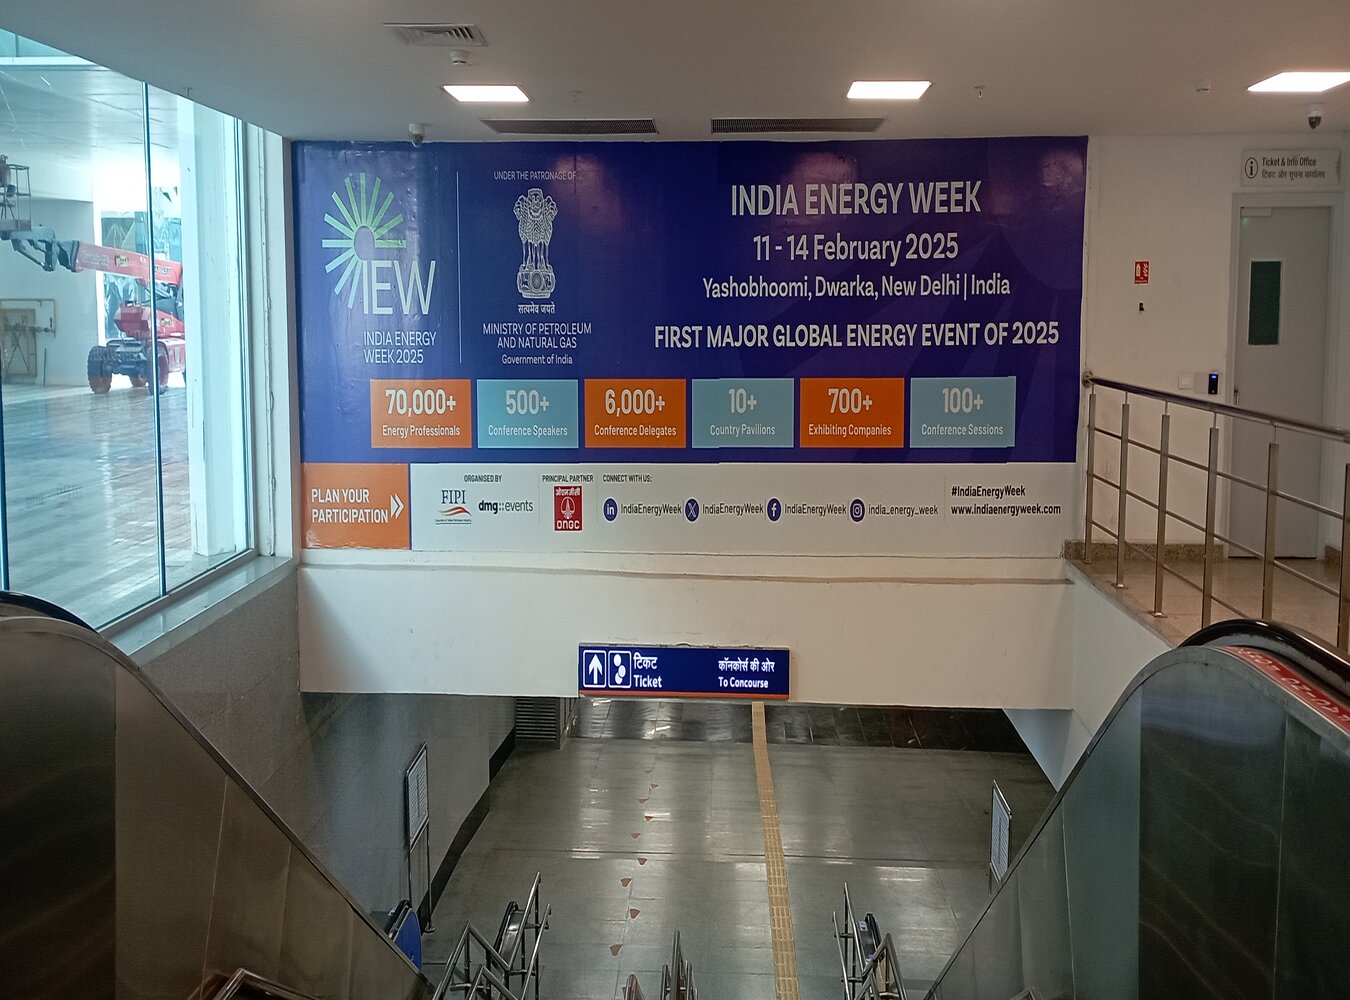 IEW
INDIA ENERGY
WEEK 2025
UNDER THE PATRONAGE OF
सत्यमेव जयते
MINISTRY OF PETROLEUM
AND NATURAL GAS
Government of India
INDIA ENERGY WEEK
11 - 14 February 2025
Yashobhoomi, Dwarka, New Delhi | India
FIRST MAJOR GLOBAL ENERGY EVENT OF 2025
70,000+
Energy Professionals
500+
Conference Speakers
6,000+
Conference Delegates
10+
Country Pavilions
700+
Exhibiting Companies
100+
Conference Sessions
PLAN YOUR
PARTICIPATION
ORGANISED BY
FIPI
dmg::events
PRINCIPAL PARTNER
ओएनजीसी
ONGC
CONNECT WITH US:
IndiaEnergyWeek
IndiaEnergyWeek
IndiaEnergyWeek
india_energy_week
#IndiaEnergyWeek
www.indiaenergyweek.com
Ticket & Info Office
टिकट और सूचना कार्यालय
टिकट
Ticket
कॉनकोर्स की ओर
To Concourse